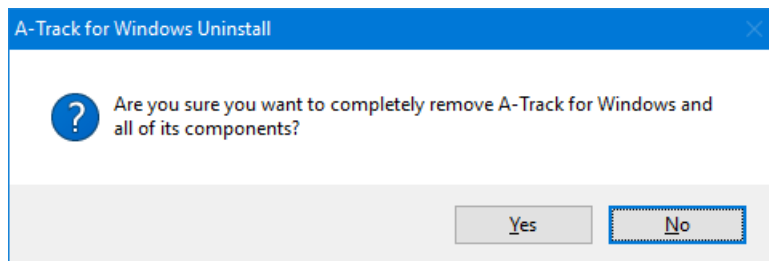 A-Track for Windows Uninstall
Are you sure you want to completely remove A-Track for Windows and
all of its components?
Yes
No